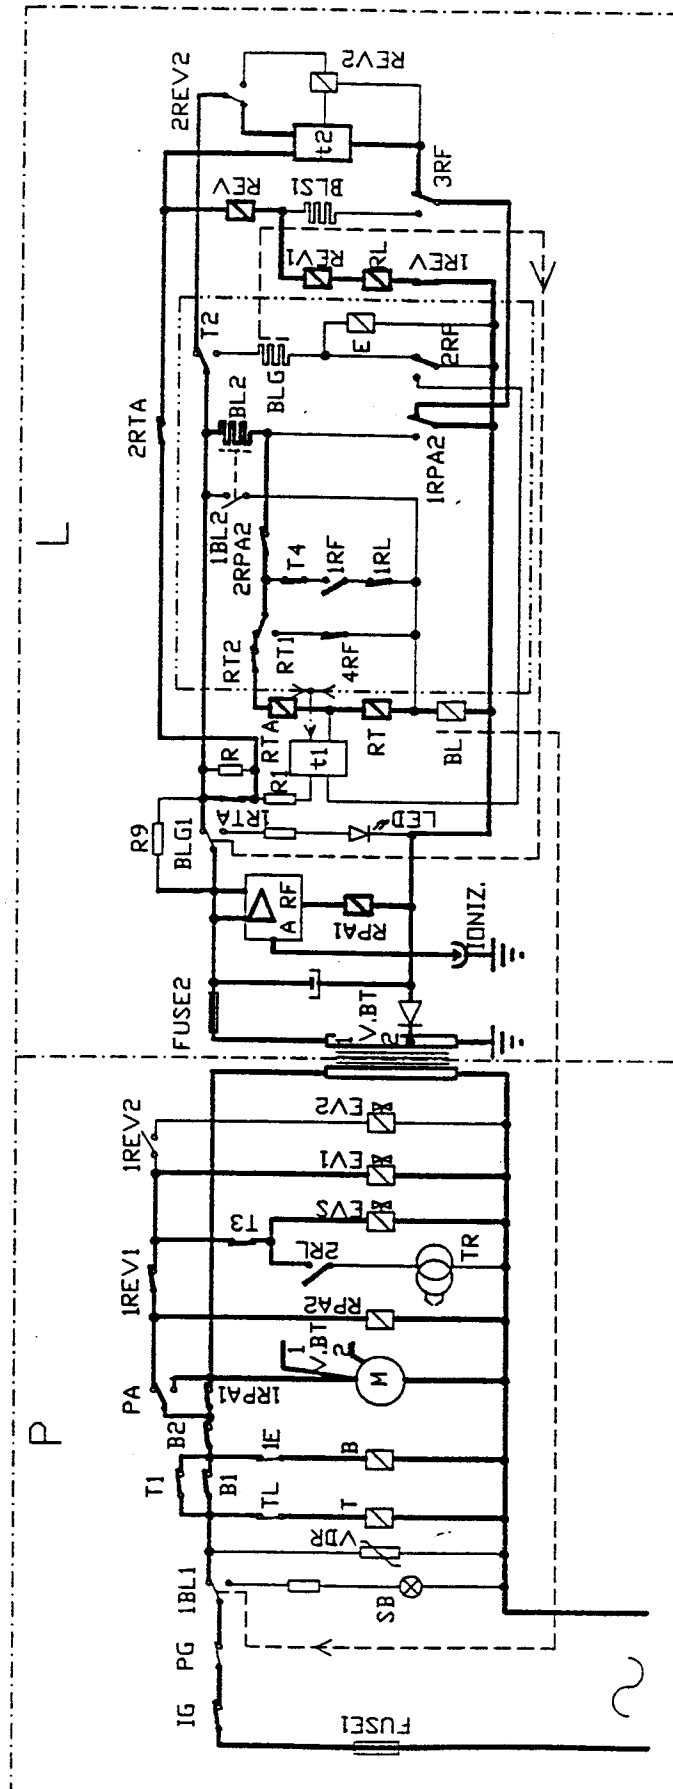 L
REV2
2REV2
t2
REV
BLS1
3RF
REV1
RL
1REV
T2
2RTA
BL2
BLG
E
2RF
1BL2
2RPA2
1RPA2
T4
1RF
1RL
RT2
RT1
4RF
RTA
RT
BL
t1
R
R1
R9
BLG1
1RTA
LED
A
RF
RPA1
IONIZ.
FUSE2
1
V.BT
2
P
1REV2
EV2
EV1
EVS
T3
2RL
TR
1REV1
RPA2
1
V.BT
2
PA
1RPA1
M
B2
1E
B
T1
B1
TL
T
VDR
1BL1
SB
PG
IG
FUSE1